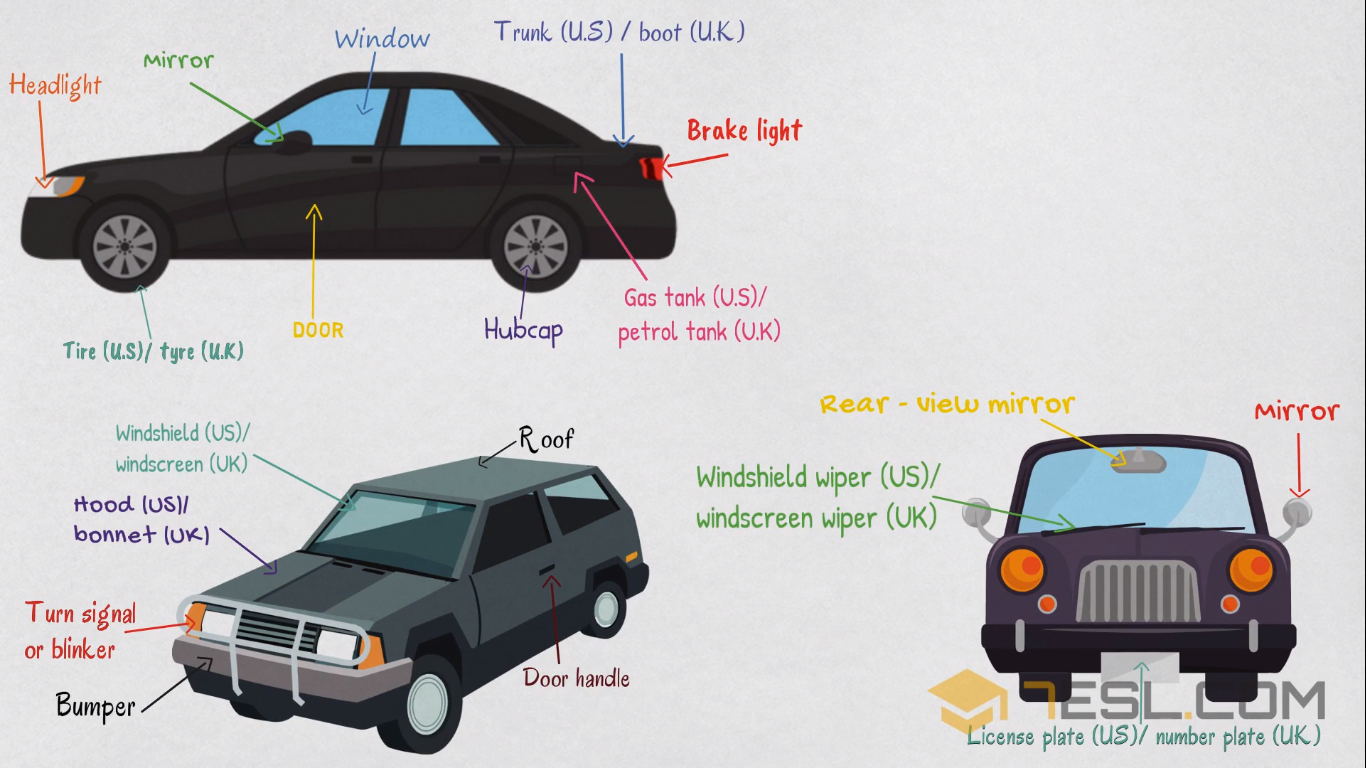 Window
Trunk (U.S) / boot (U.K)
Mirror
Headlight
Brake light
Gas tank (U.S)/
petrol tank (U.K)
DOOR
Hubcap
Tire (U.S)/ tyre (U.K)
Windshield (US)/
windscreen (UK)
Roof
Hood (US)/
bonnet (UK)
Turn signal
or blinker
Bumper
Door handle
Rear - view mirror
Mirror
Windshield wiper (US)/
windscreen wiper (UK)
7ESL.COM
License plate (US)/ number plate (UK)